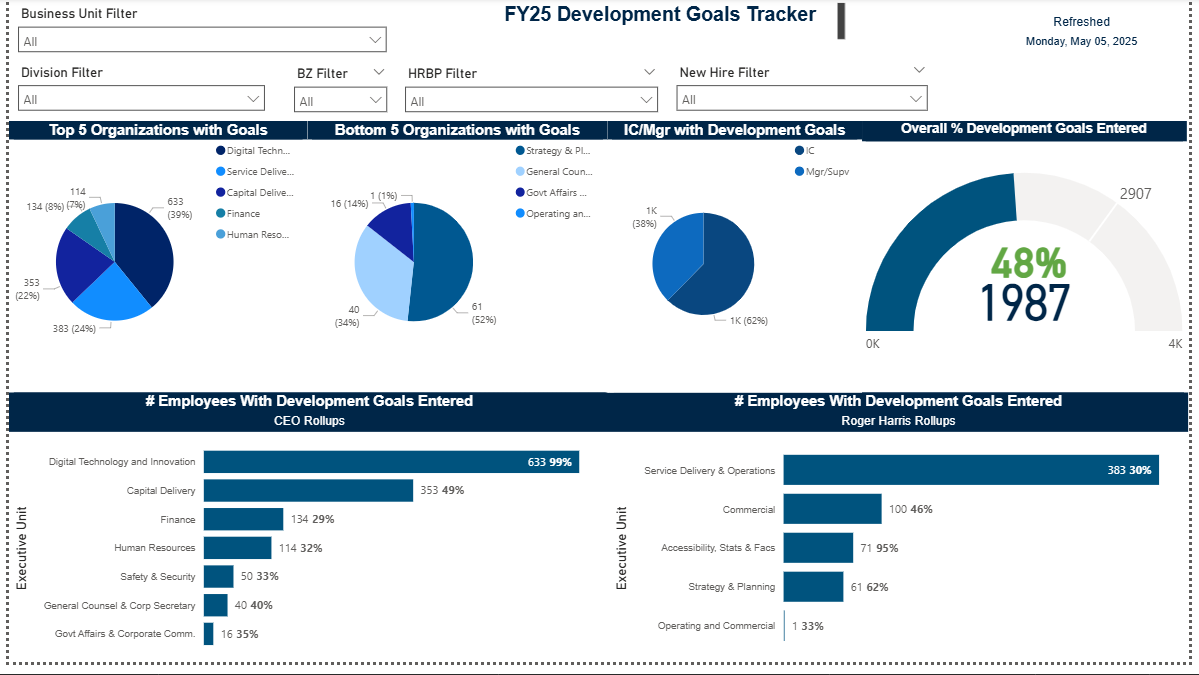 Business Unit Filter
FY25 Development Goals Tracker
Refreshed
All
Monday, May 05, 2025
Division Filter
BZ Filter
HRBP Filter
New Hire Filter
All
All
All
All
Top 5 Organizations with Goals
Bottom 5 Organizations with Goals
IC/Mgr with Development Goals
Overall % Development Goals Entered
Digital Techn...
Service Delive...
Capital Delive...
Finance
Human Reso...
114
(7%)
134 (8%)
633
(39%)
353
(22%)
383 (24%)
Strategy & Pl...
General Coun...
Govt Affairs ...
Operating an...
1 (1%)
16 (14%)
40
(34%)
61
(52%)
IC
Mgr/Supv
1K
(38%)
1K (62%)
2907
48%
1987
0K
4K
# Employees With Development Goals Entered
CEO Rollups
Executive Unit
Digital Technology and Innovation 633 99%
Capital Delivery 353 49%
Finance 134 29%
Human Resources 114 32%
Safety & Security 50 33%
General Counsel & Corp Secretary 40 40%
Govt Affairs & Corporate Comm. 16 35%
# Employees With Development Goals Entered
Roger Harris Rollups
Executive Unit
Service Delivery & Operations 383 30%
Commercial 100 46%
Accessibility, Stats & Facs 71 95%
Strategy & Planning 61 62%
Operating and Commercial 1 33%